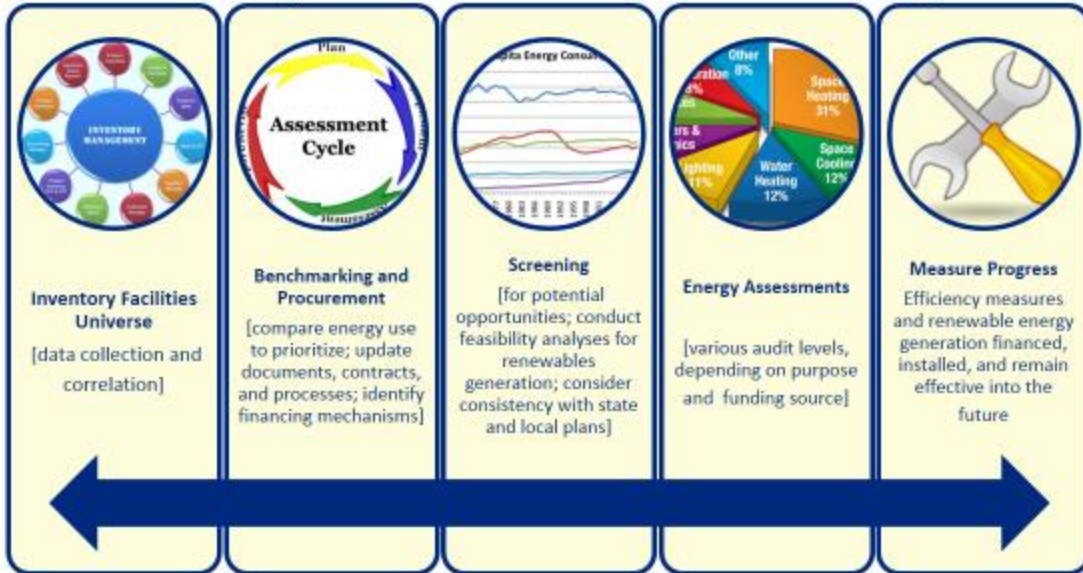 INVENTORY
MANAGEMENT
Inventory Facilities
Universe
[data collection and
correlation]
Plan
Assessment
Cycle
Benchmarking and
Procurement
[compare energy use
to prioritize; update
documents, contracts,
and processes; identify
financing mechanisms]
Energy
Screening
[for potential
opportunities; conduct
feasibility analyses for
renewables
generation; consider
consistency with state
and local plans]
Other
8%
Space
Heating
31%
Space
Cooling
12%
Water
Heating
12%
11%
Energy Assessments
[various audit levels,
depending on purpose
and funding source]
Measure Progress
Efficiency measures
and renewable energy
generation financed,
installed, and remain
effective into the
future